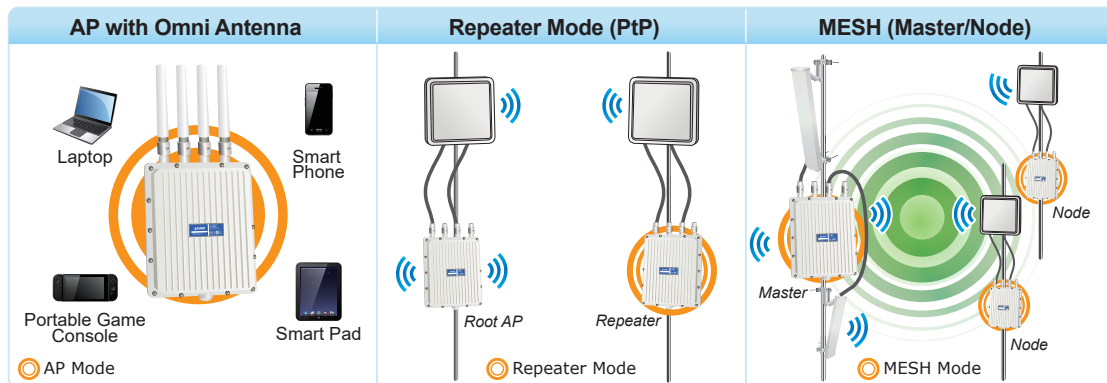 AP with Omni Antenna
Laptop
Smart
Phone
Portable Game
Console
Smart Pad
AP Mode
Repeater Mode (PtP)
Root AP
Repeater
Repeater Mode
MESH (Master/Node)
Node
Master
Node
MESH Mode